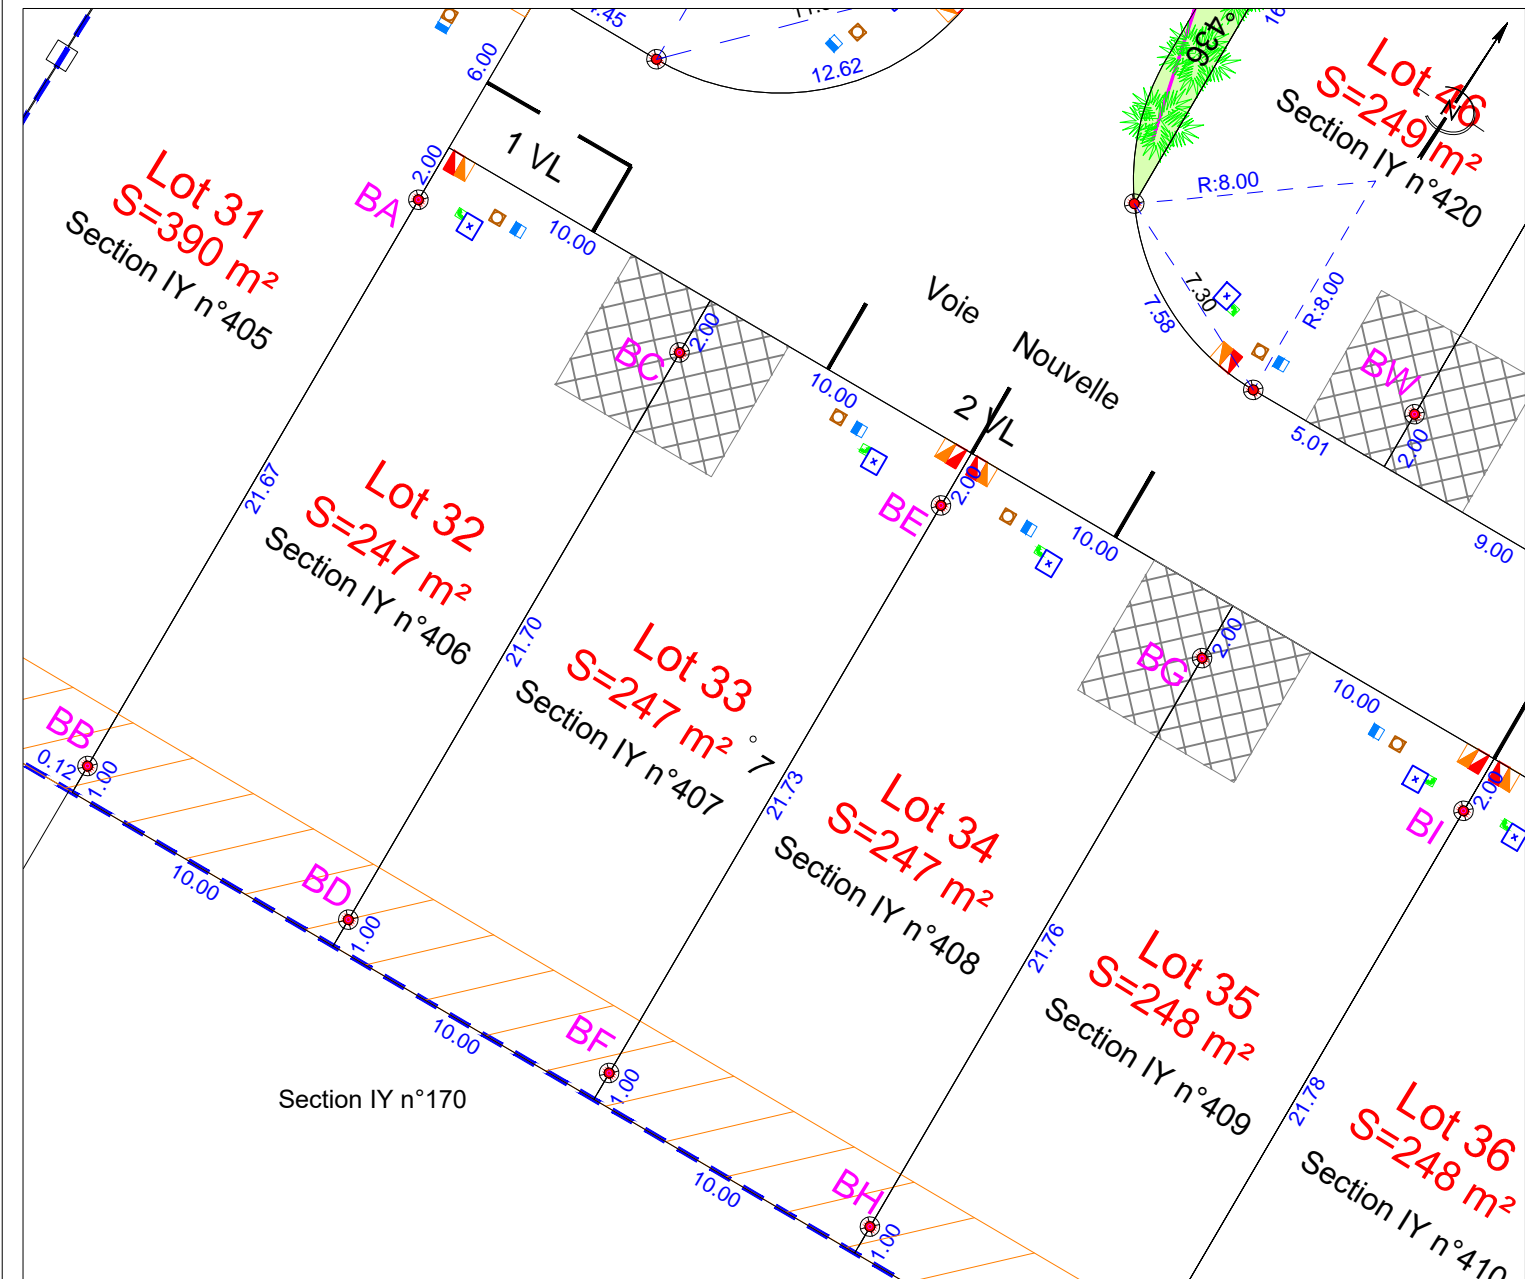 6.00
12.62
n°436
16
1 VL
2.00
BA
10.00
Lot 31
S=390 m²
Section IY n°405
Lot 46
S=249 m²
Section IY n°420
N
R:8.00
R:8.00
7.30
7.58
5.01
BW
2.00
9.00
Voie
Nouvelle
2.00
BC
10.00
2 VL
2.00
BE
10.00
21.67
Lot 32
S=247 m²
Section IY n°406
21.70
Lot 33
S=247 m²
Section IY n°407
° 7
21.73
Lot 34
S=247 m²
Section IY n°408
2.00
BG
10.00
2.00
BI
21.76
Lot 35
S=248 m²
Section IY n°409
21.78
Lot 36
S=248 m²
Section IY n°410
BB
0.12
1.00
10.00
BD
1.00
10.00
BF
1.00
10.00
BH
1.00
Section IY n°170